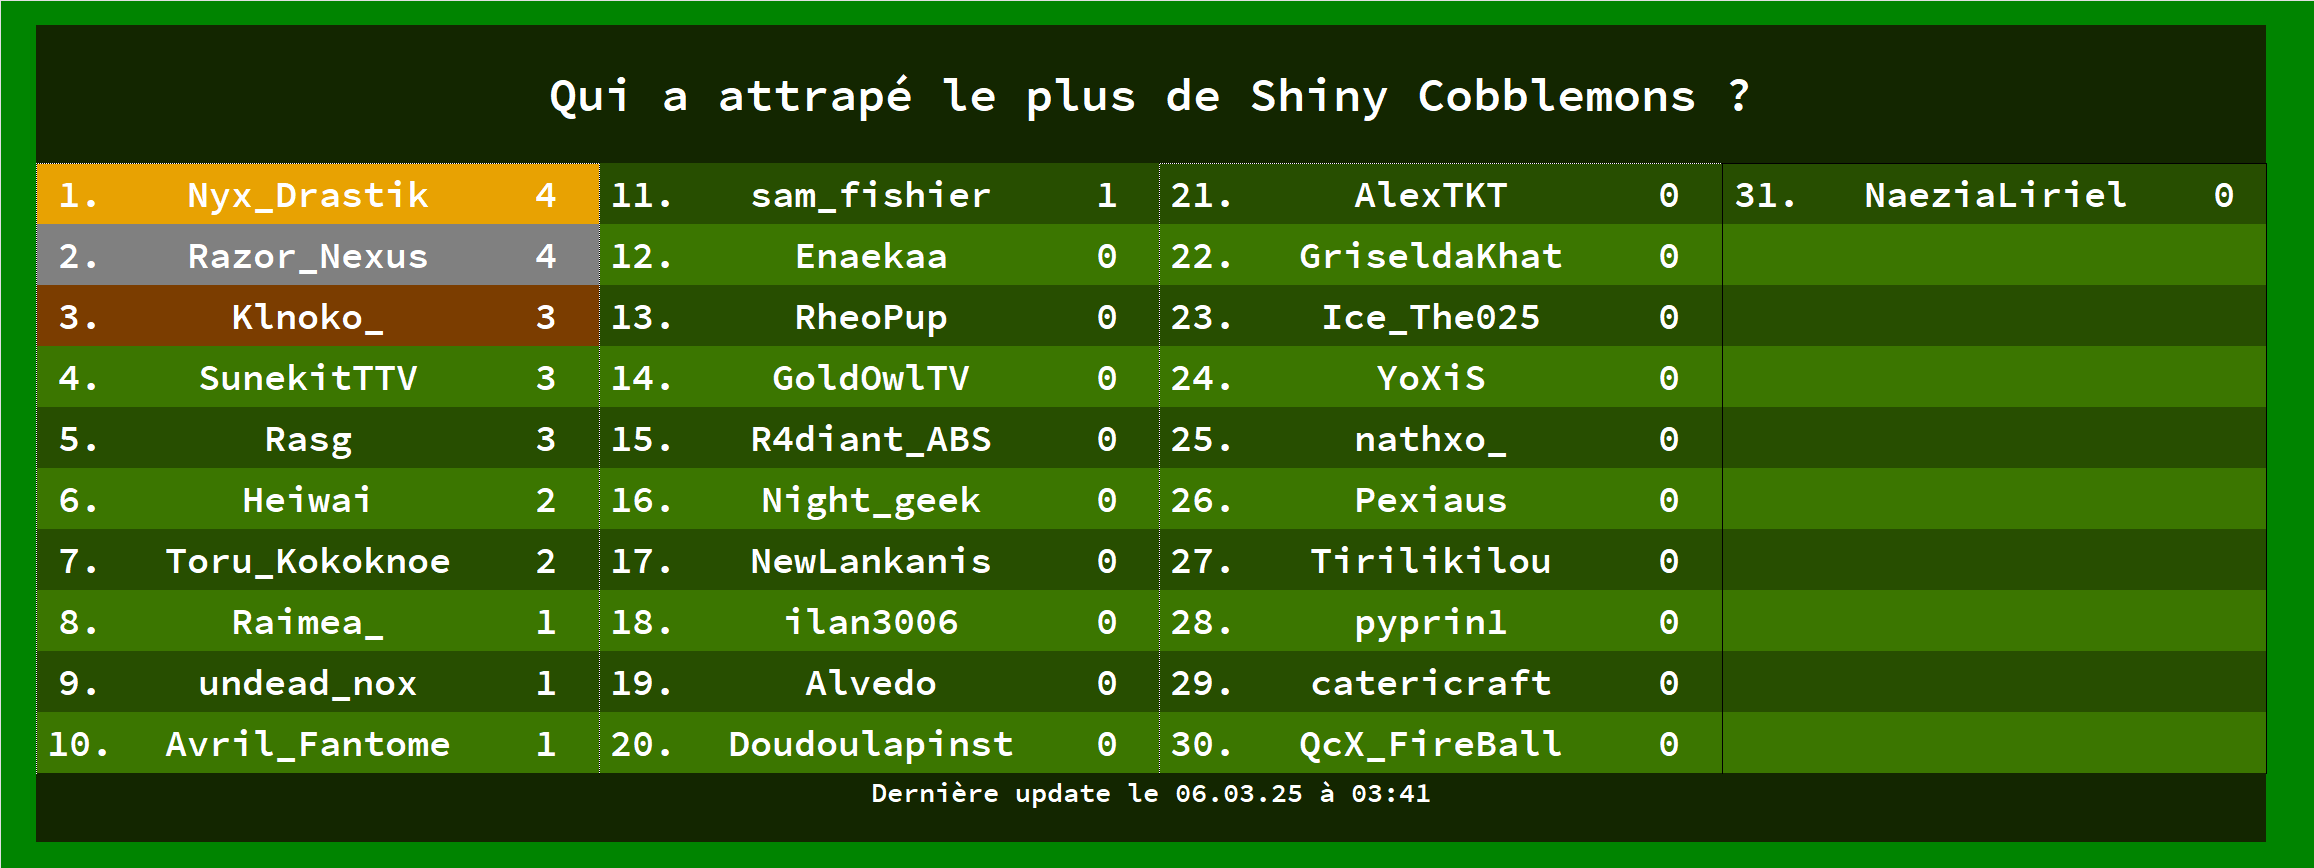 Qui a attrapé le plus de Shiny Cobblemons ?
1. Nyx_Drastik 4
2. Razor_Nexus 4
3. Klnoko_ 3
4. SunekitTTV 3
5. Rasg 3
6. Heiwai 2
7. Toru_Kokoknoe 2
8. Raimea_ 1
9. undead_nox 1
10. Avril_Fantome 1
11. sam_fishier 1
12. Enaekaa 0
13. RheoPup 0
14. GoldOwlTV 0
15. R4diant_ABS 0
16. Night_geek 0
17. NewLankanis 0
18. ilan3006 0
19. Alvedo 0
20. Doudoulapinst 0
21. AlexTKT 0
22. GriseldaKhat 0
23. Ice_The025 0
24. YoXiS 0
25. nathxo_ 0
26. Pexiaus 0
27. Tirilikilou 0
28. pyprin1 0
29. catericraft 0
30. QcX_FireBall 0
31. NaeziaLiriel 0
Dernière update le 06.03.25 à 03:41